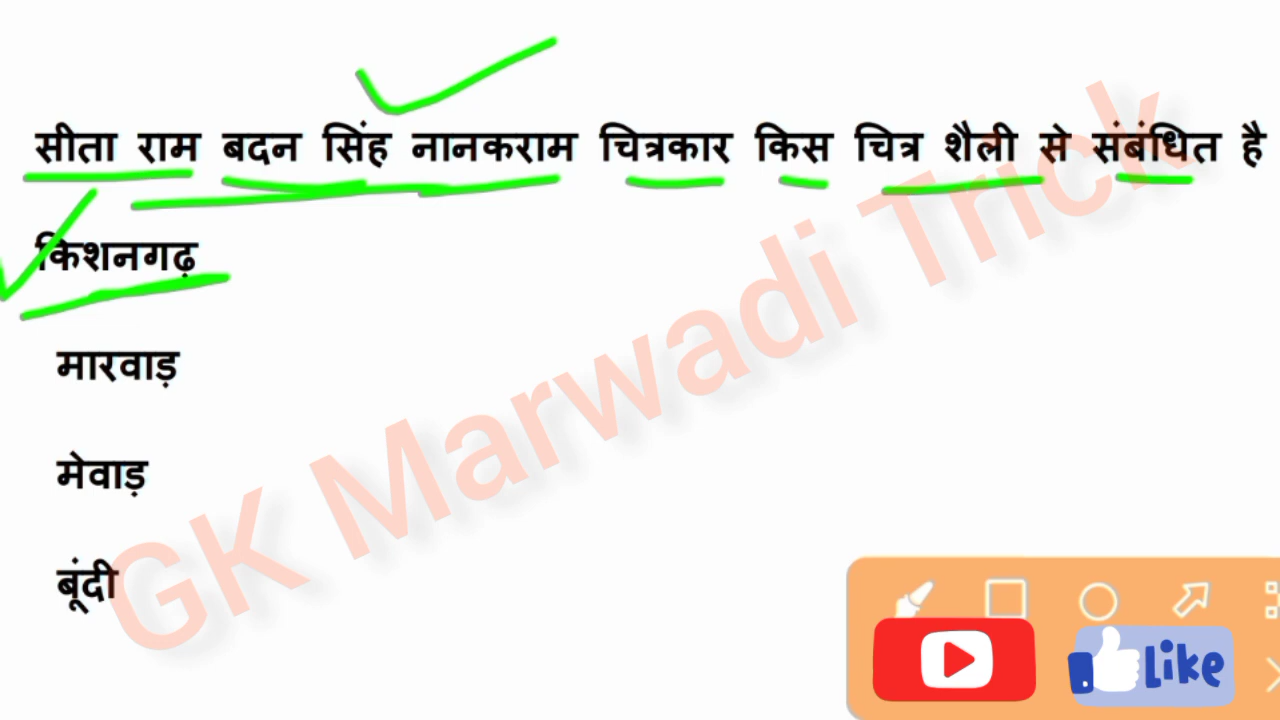 सीता राम बदन सिंह नानकराम चित्रकार किस चित्र शैली से संबंधित है
किशनगढ़
मारवाड़
मेवाड़
बूंदी
GK Marwadi Trick
Like